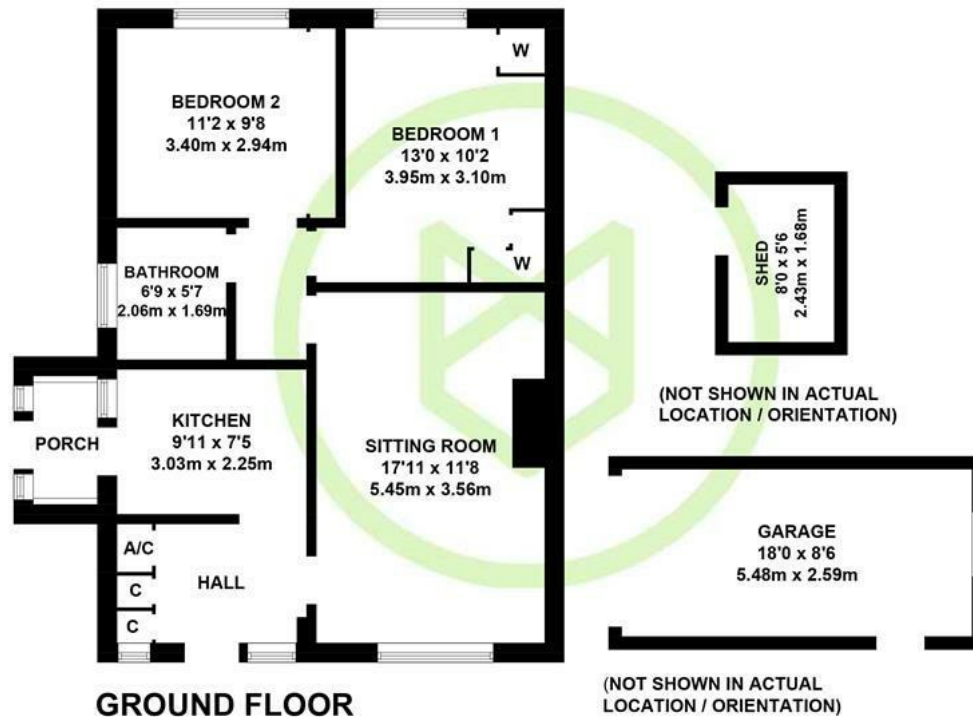 W
BEDROOM 2
11'2 x 9'8
3.40m x 2.94m
BEDROOM 1
13'0 x 10'2
3.95m x 3.10m
W
BATHROOM
6'9 x 5'7
2.06m x 1.69m
SHED
8'0 x 5'6
2.43m x 1.68m
(NOT SHOWN IN ACTUAL
LOCATION / ORIENTATION)
PORCH
KITCHEN
9'11 x 7'5
3.03m x 2.25m
SITTING ROOM
17'11 x 11'8
5.45m x 3.56m
GARAGE
18'0 x 8'6
5.48m x 2.59m
A/C
C
C
HALL
GROUND FLOOR
(NOT SHOWN IN ACTUAL
LOCATION / ORIENTATION)